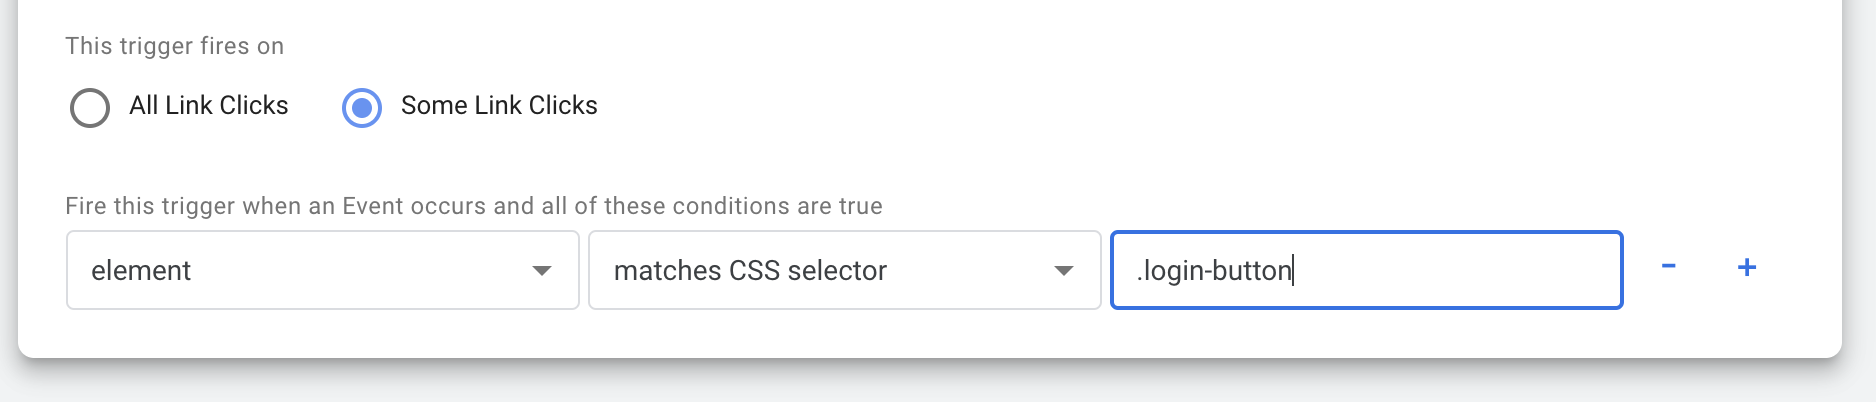 This trigger fires on
All Link Clicks Some Link Clicks
Fire this trigger when an Event occurs and all of these conditions are true
element matches CSS selector .login-button - +